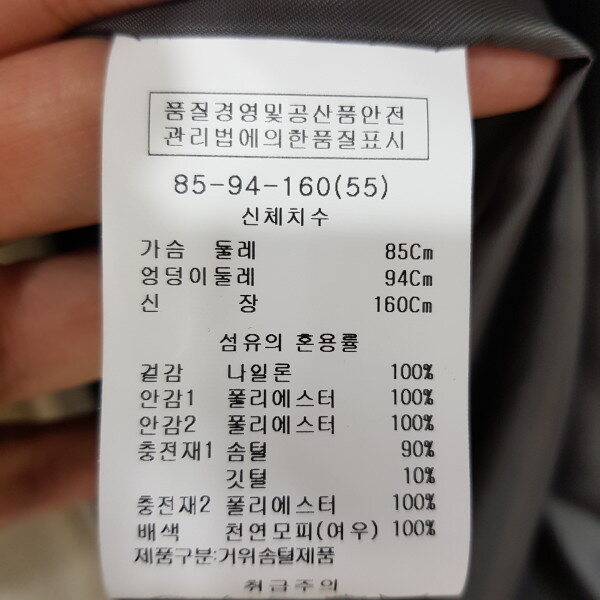 품질경영및공산품안전
관리법에의한품질표시
85-94-160(55)
신체치수
가슴 둘레 85Cm
엉덩이둘레 94Cm
신 장 160Cm
섬유의 혼용률
겉감 나일론 100%
안감1 폴리에스터 100%
안감2 폴리에스터 100%
충전재1 솜털 90%
깃털 10%
충전재2 폴리에스터 100%
배색 천연모피(여우) 100%
제품구분:거위솜털제품
취급주의